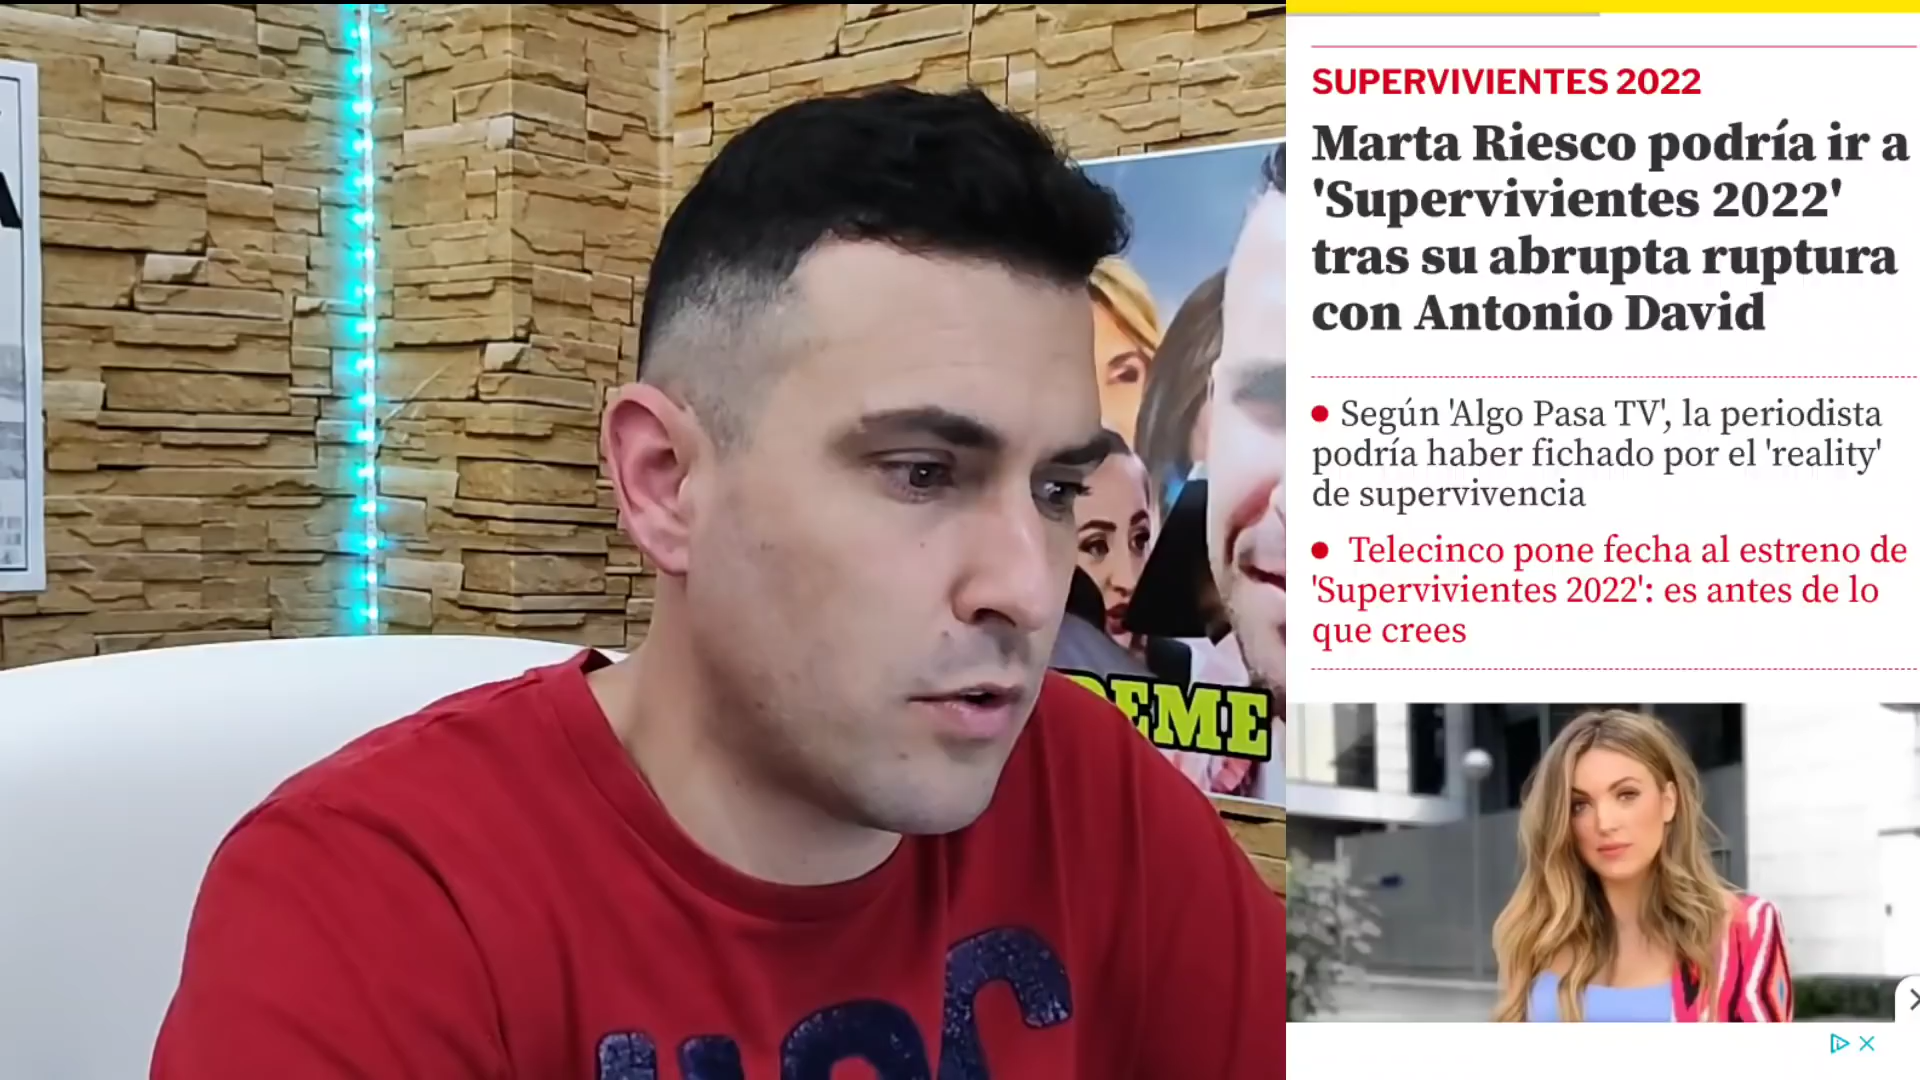 SUPERVIVIENTES 2022
Marta Riesco podría ir a
'Supervivientes 2022'
tras su abrupta ruptura
con Antonio David
• Según 'Algo Pasa TV', la periodista
podría haber fichado por el 'reality'
de supervivencia
• Telecinco pone fecha al estreno de
'Supervivientes 2022': es antes de lo
que crees
EME